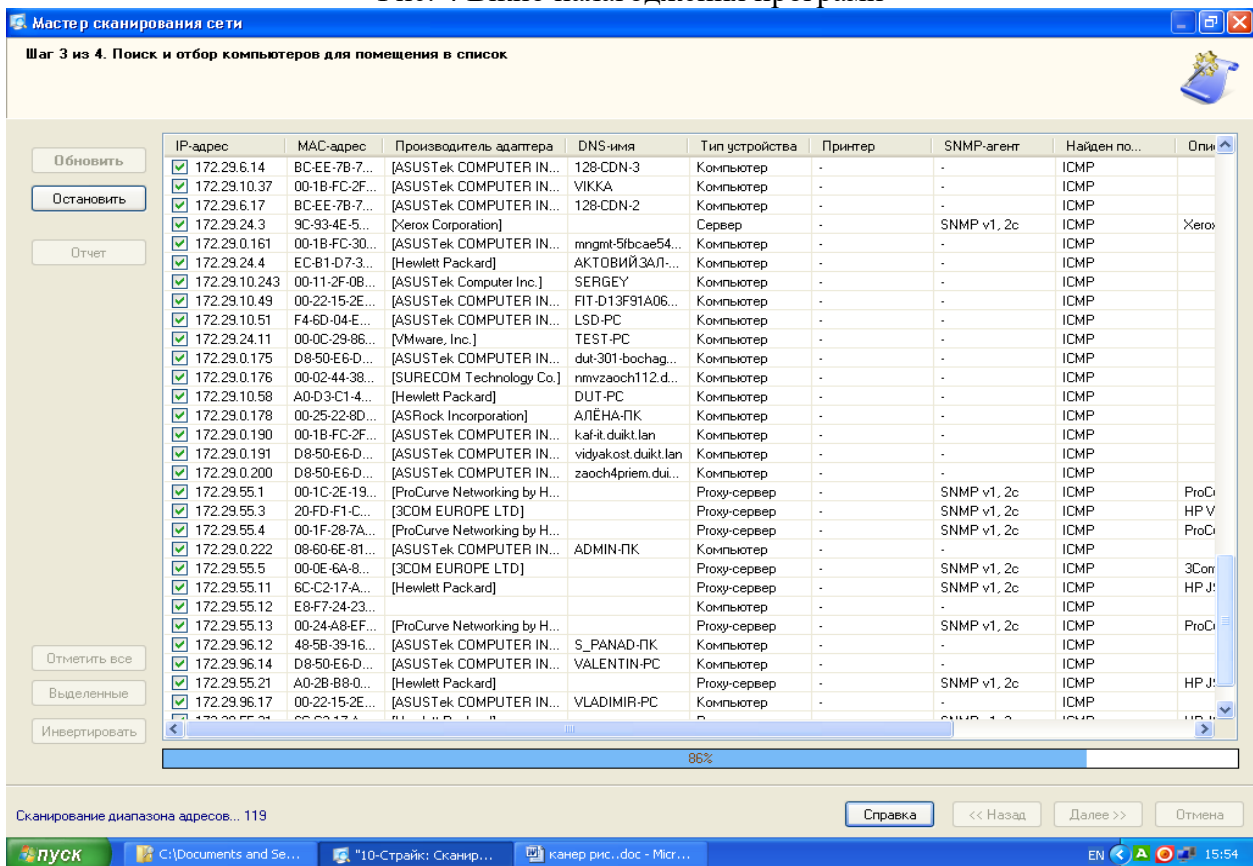 Мастер сканирования сети
Шаг 3 из 4. Поиск и отбор компьютеров для помещения в список
IP-адрес MAC-адрес Производитель адаптера DNS-имя Тип устройства Принтер SNMP-агент Найден по... Опи
Обновить
Остановить
Отчет
172.29.6.14 BC-EE-7B-7... [ASUSTek COMPUTER IN... 128-CDN-3 Компьютер - - ICMP
172.29.10.37 00-1B-FC-2F... [ASUSTek COMPUTER IN... VIKKA Компьютер - - ICMP
172.29.6.17 BC-EE-7B-7... [ASUSTek COMPUTER IN... 128-CDN-2 Компьютер - - ICMP
172.29.24.3 9C-93-4E-5... [Xerox Corporation] Сервер - SNMP v1, 2c ICMP Xerox
172.29.0.161 00-1B-FC-30... [ASUSTek COMPUTER IN... mngmt-5fbcae54... Компьютер - - ICMP
172.29.24.4 EC-B1-D7-3... [Hewlett Packard] АКТОВИЙЗАЛ-... Компьютер - - ICMP
172.29.10.243 00-11-2F-0B... [ASUSTek Computer Inc.] SERGEY Компьютер - - ICMP
172.29.10.49 00-22-15-2E... [ASUSTek COMPUTER IN... FIT-D13F91A06... Компьютер - - ICMP
172.29.10.51 F4-6D-04-E... [ASUSTek COMPUTER IN... LSD-PC Компьютер - - ICMP
172.29.24.11 00-0C-29-86... [VMware, Inc.] TEST-PC Компьютер - - ICMP
172.29.0.175 D8-50-E6-D... [ASUSTek COMPUTER IN... dut-301-bochag... Компьютер - - ICMP
172.29.0.176 00-02-44-38... [SURECOM Technology Co.] nmvzaoch112.d... Компьютер - - ICMP
172.29.10.58 A0-D3-C1-4... [Hewlett Packard] DUT-PC Компьютер - - ICMP
172.29.0.178 00-25-22-8D... [ASRock Incorporation] АЛЁНА-ПК Компьютер - - ICMP
172.29.0.190 00-1B-FC-2F... [ASUSTek COMPUTER IN... kaf-it.duikt.lan Компьютер - - ICMP
172.29.0.191 D8-50-E6-D... [ASUSTek COMPUTER IN... vidyakost.duikt.lan Компьютер - - ICMP
172.29.0.200 D8-50-E6-D... [ASUSTek COMPUTER IN... zaoch4priem.dui... Компьютер - - ICMP
172.29.55.1 00-1C-2E-19... [ProCurve Networking by H... Proxy-сервер - SNMP v1, 2c ICMP ProCu
172.29.55.3 20-FD-F1-C... [3COM EUROPE LTD] Proxy-сервер - SNMP v1, 2c ICMP HP V
172.29.55.4 00-1F-28-7A... [ProCurve Networking by H... Proxy-сервер - SNMP v1, 2c ICMP ProCu
172.29.0.222 08-60-6E-81... [ASUSTek COMPUTER IN... ADMIN-ПК Компьютер - - ICMP
172.29.55.5 00-0E-6A-8... [3COM EUROPE LTD] Proxy-сервер - SNMP v1, 2c ICMP 3Com
172.29.55.11 6C-C2-17-A... [Hewlett Packard] Proxy-сервер - SNMP v1, 2c ICMP HP J
172.29.55.12 E8-F7-24-23... Компьютер - - ICMP
172.29.55.13 00-24-A8-EF... [ProCurve Networking by H... Proxy-сервер - SNMP v1, 2c ICMP ProCu
172.29.96.12 48-5B-39-16... [ASUSTek COMPUTER IN... S_PANAD-ПК Компьютер - - ICMP
172.29.96.14 D8-50-E6-D... [ASUSTek COMPUTER IN... VALENTIN-PC Компьютер - - ICMP
172.29.55.21 A0-2B-B8-0... [Hewlett Packard] Proxy-сервер - SNMP v1, 2c ICMP HP J
172.29.96.17 00-22-15-2E... [ASUSTek COMPUTER IN... VLADIMIR-PC Компьютер - - ICMP
Отметить все
Выделенные
Инвертировать
86%
Сканирование диапазона адресов... 119
Справка << Назад Далее >> Отмена
пуск C:\Documents and Se... "10-Страйк: Сканир... канер рис..doc - Micr... EN 15:54